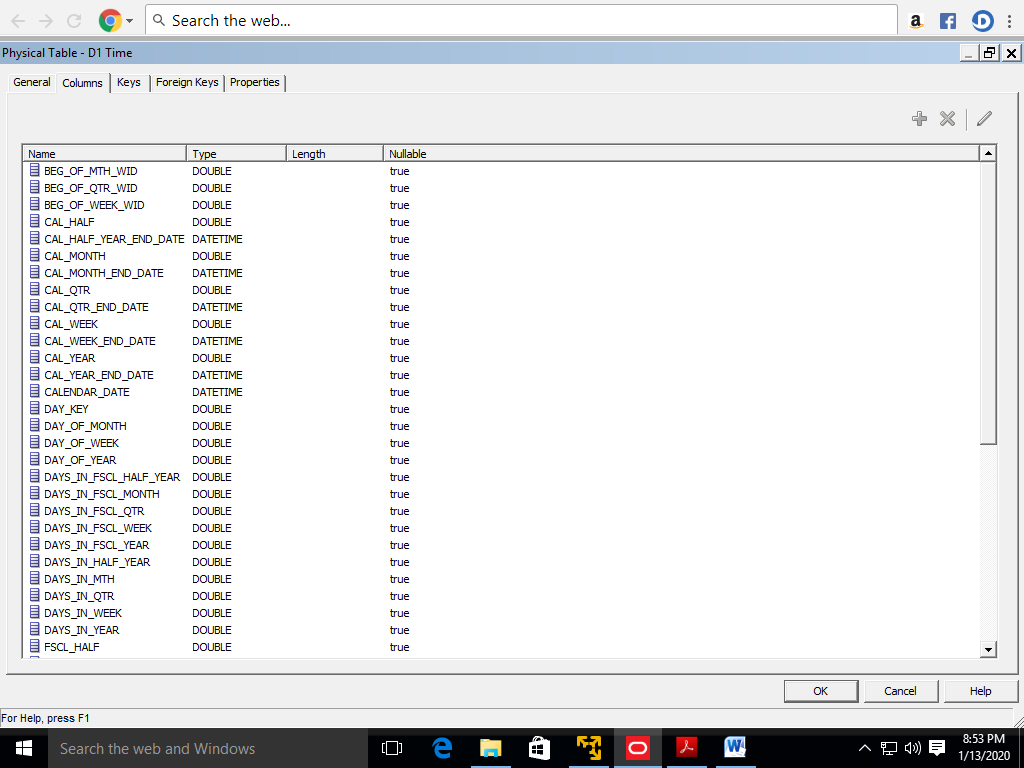 Search the web...
Physical Table - D1 Time
General Columns Keys Foreign Keys Properties
Name Type Length Nullable
BEG_OF_MTH_WID DOUBLE true
BEG_OF_QTR_WID DOUBLE true
BEG_OF_WEEK_WID DOUBLE true
CAL_HALF DOUBLE true
CAL_HALF_YEAR_END_DATE DATETIME true
CAL_MONTH DOUBLE true
CAL_MONTH_END_DATE DATETIME true
CAL_QTR DOUBLE true
CAL_QTR_END_DATE DATETIME true
CAL_WEEK DOUBLE true
CAL_WEEK_END_DATE DATETIME true
CAL_YEAR DOUBLE true
CAL_YEAR_END_DATE DATETIME true
CALENDAR_DATE DATETIME true
DAY_KEY DOUBLE true
DAY_OF_MONTH DOUBLE true
DAY_OF_WEEK DOUBLE true
DAY_OF_YEAR DOUBLE true
DAYS_IN_FSCL_HALF_YEAR DOUBLE true
DAYS_IN_FSCL_MONTH DOUBLE true
DAYS_IN_FSCL_QTR DOUBLE true
DAYS_IN_FSCL_WEEK DOUBLE true
DAYS_IN_FSCL_YEAR DOUBLE true
DAYS_IN_HALF_YEAR DOUBLE true
DAYS_IN_MTH DOUBLE true
DAYS_IN_QTR DOUBLE true
DAYS_IN_WEEK DOUBLE true
DAYS_IN_YEAR DOUBLE true
FSCL_HALF DOUBLE true
OK Cancel Help
For Help, press F1
Search the web and Windows
8:53 PM
1/13/2020